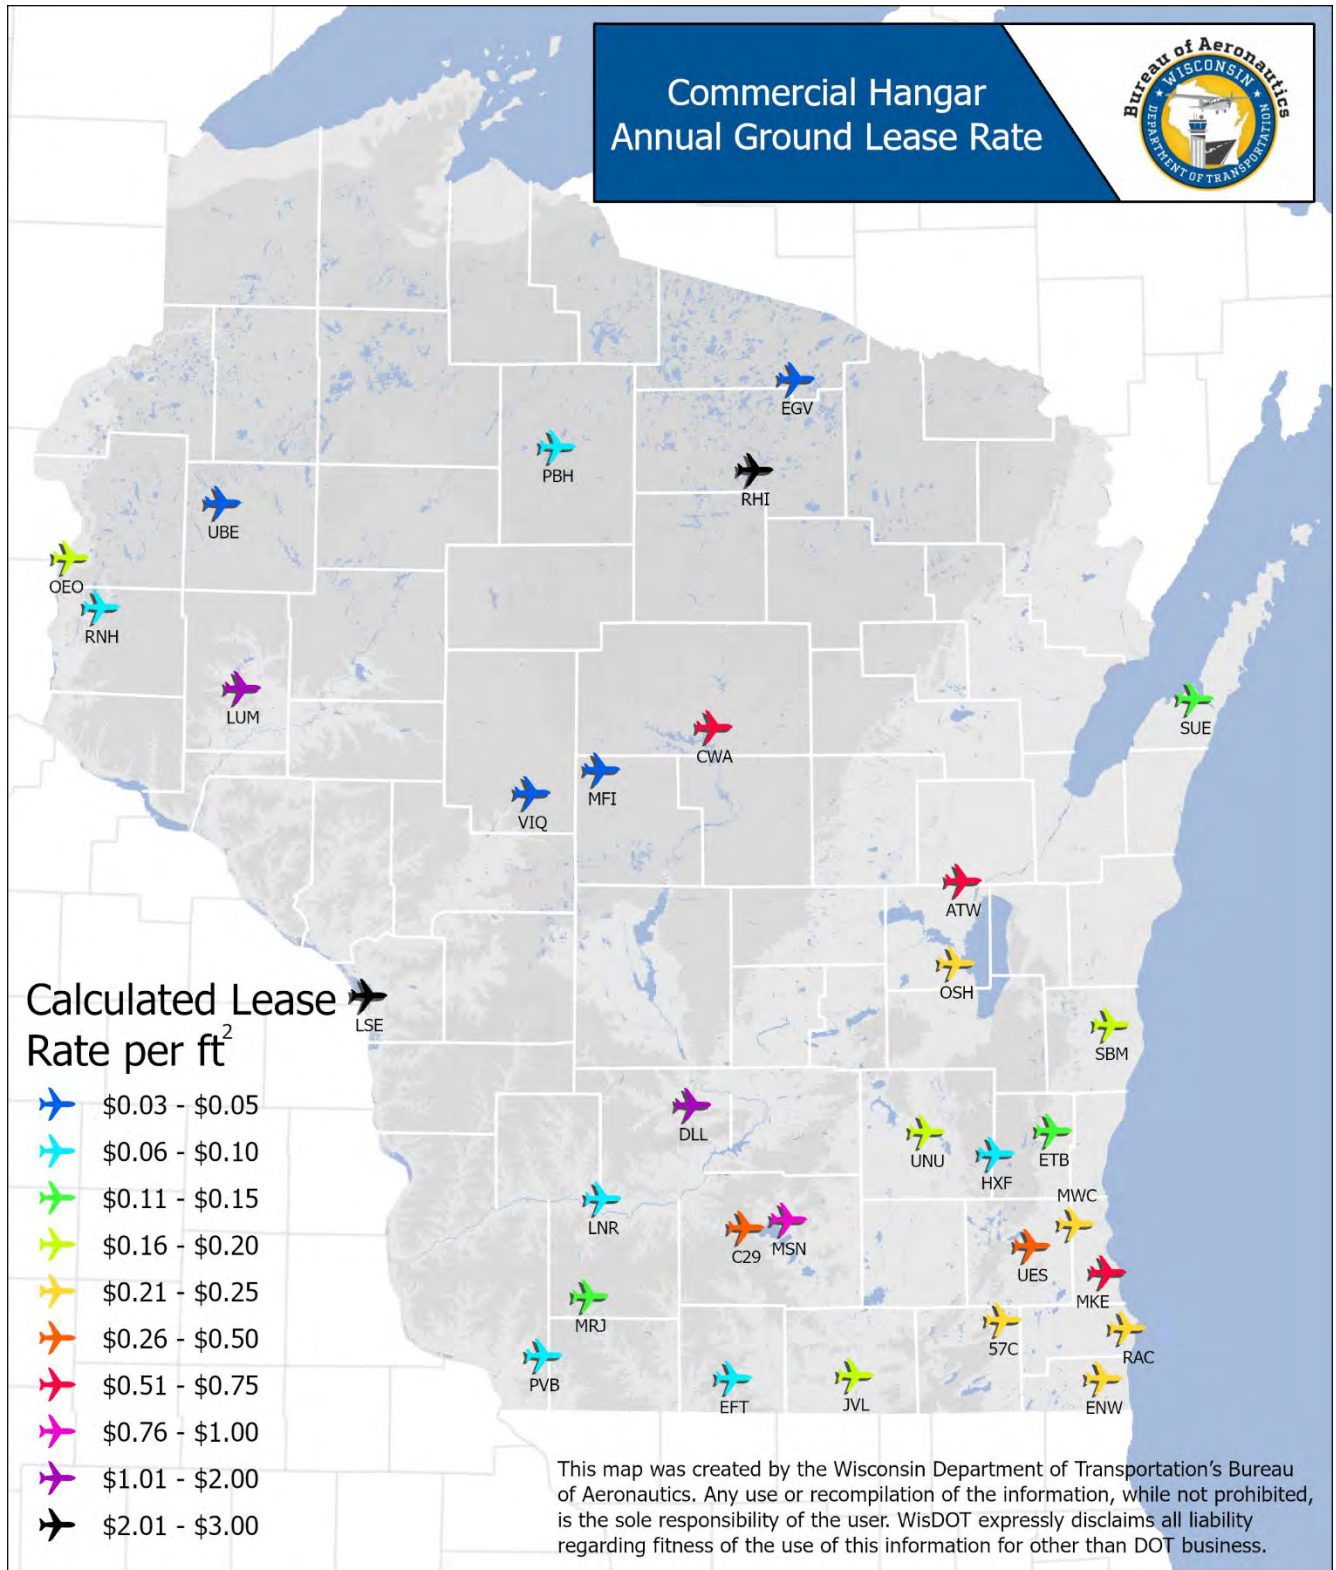 Commercial Hangar
Annual Ground Lease Rate
Bureau of Aeronautics
WISCONSIN
DEPARTMENT OF TRANSPORTATION
EGV
PBH
RHI
UBE
OEO
RNH
LUM
SUE
CWA
MFI
VIQ
ATW
OSH
LSE
SBM
DLL
UNU
ETB
HXF
MWC
LNR
C29
MSN
UES
MKE
MRJ
57C
RAC
PVB
EFT
JVL
ENW
Calculated Lease
Rate per ft²
$0.03 - $0.05
$0.06 - $0.10
$0.11 - $0.15
$0.16 - $0.20
$0.21 - $0.25
$0.26 - $0.50
$0.51 - $0.75
$0.76 - $1.00
$1.01 - $2.00
$2.01 - $3.00
This map was created by the Wisconsin Department of Transportation's Bureau
of Aeronautics. Any use or recompilation of the information, while not prohibited,
is the sole responsibility of the user. WisDOT expressly disclaims all liability
regarding fitness of the use of this information for other than DOT business.